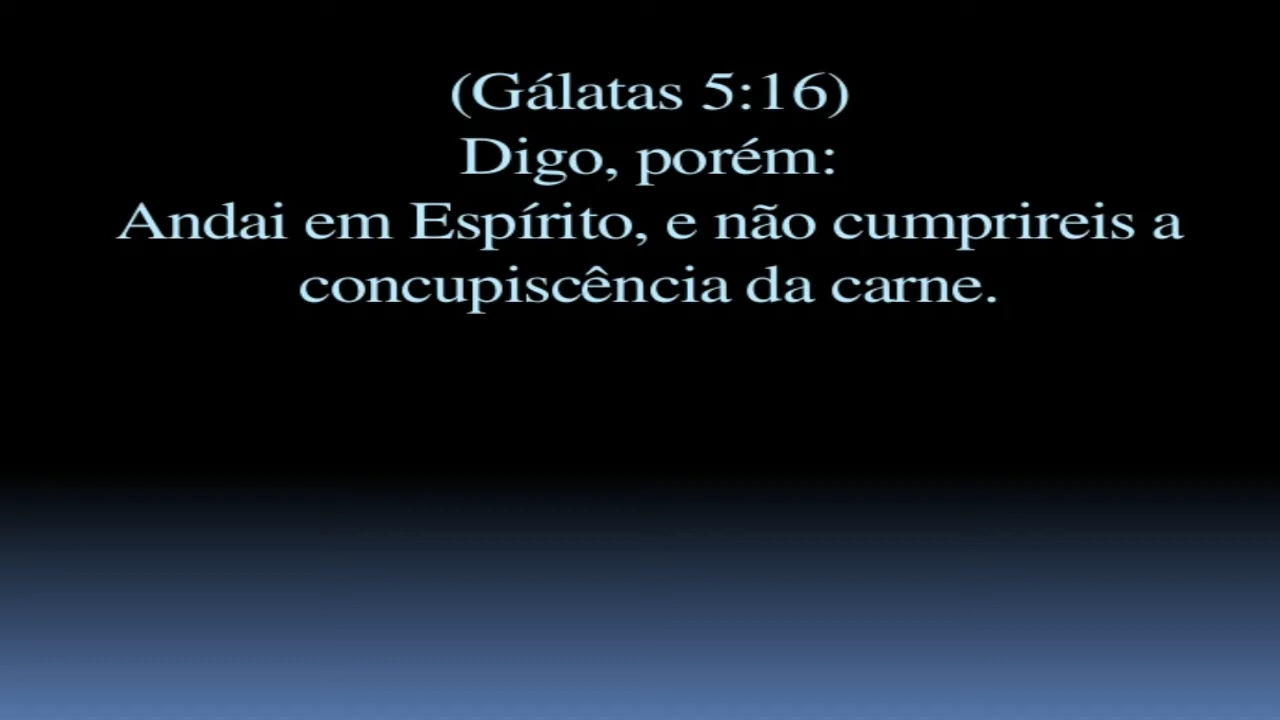 (Gálatas 5:16)
Digo, porém:
Andai em Espírito, e não cumprireis a
concupiscência da carne.